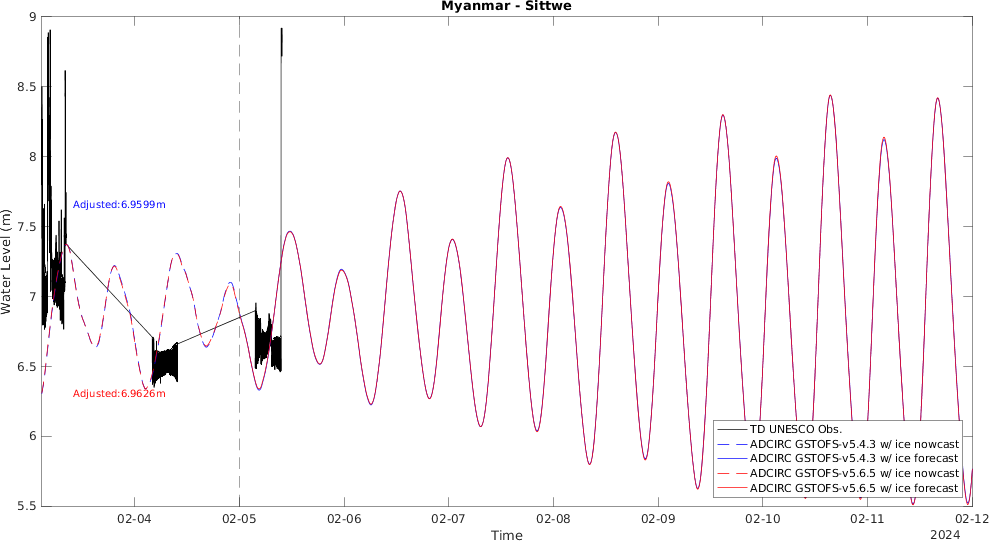 Myanmar - Sittwe
9
8.5
8
7.5
7
6.5
6
5.5
Water Level (m)
Adjusted:6.9599m
Adjusted:6.9626m
TD UNESCO Obs.
ADCIRC GSTOFS-v5.4.3 w/ ice nowcast
ADCIRC GSTOFS-v5.4.3 w/ ice forecast
ADCIRC GSTOFS-v5.6.5 w/ ice nowcast
ADCIRC GSTOFS-v5.6.5 w/ ice forecast
02-04 02-05 02-06 02-07 02-08 02-09 02-10 02-11 02-12
Time
2024